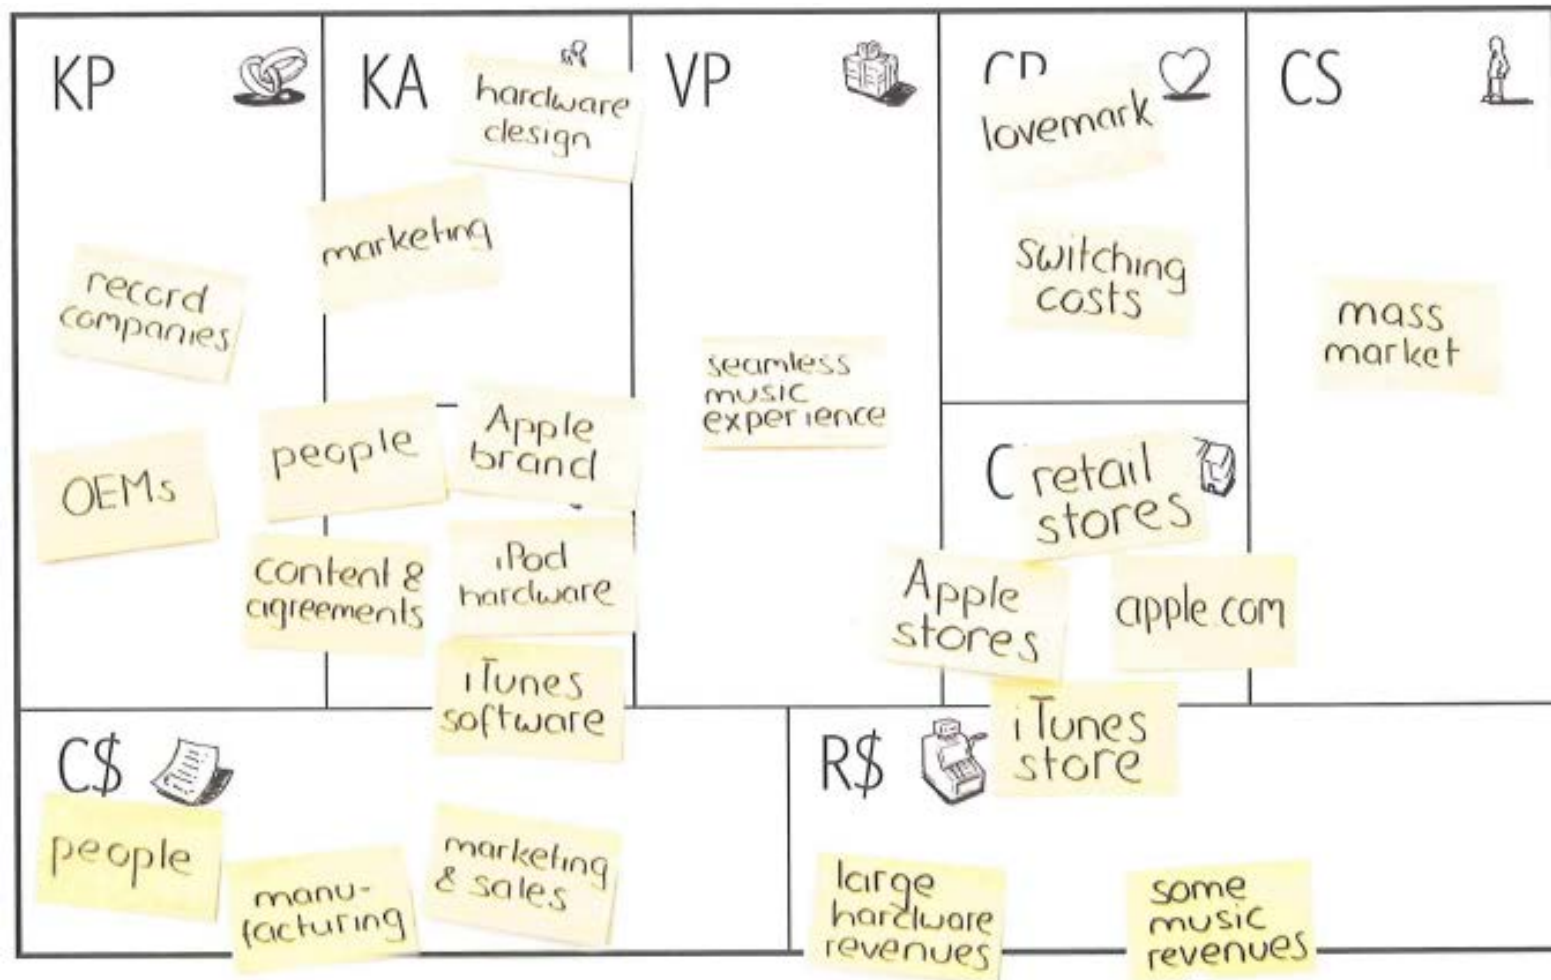 KP
record
companies
OEMs
KA
hardware
design
marketing
people
Apple
brand
content &
agreements
iPod
hardware
iTunes
software
VP
seamless
music
experience
lovemark
switching
costs
C
retail
stores
Apple
stores
apple.com
iTunes
store
CS
mass
market
C$
people
manu-
facturing
marketing
& sales
R$
large
hardware
revenues
some
music
revenues